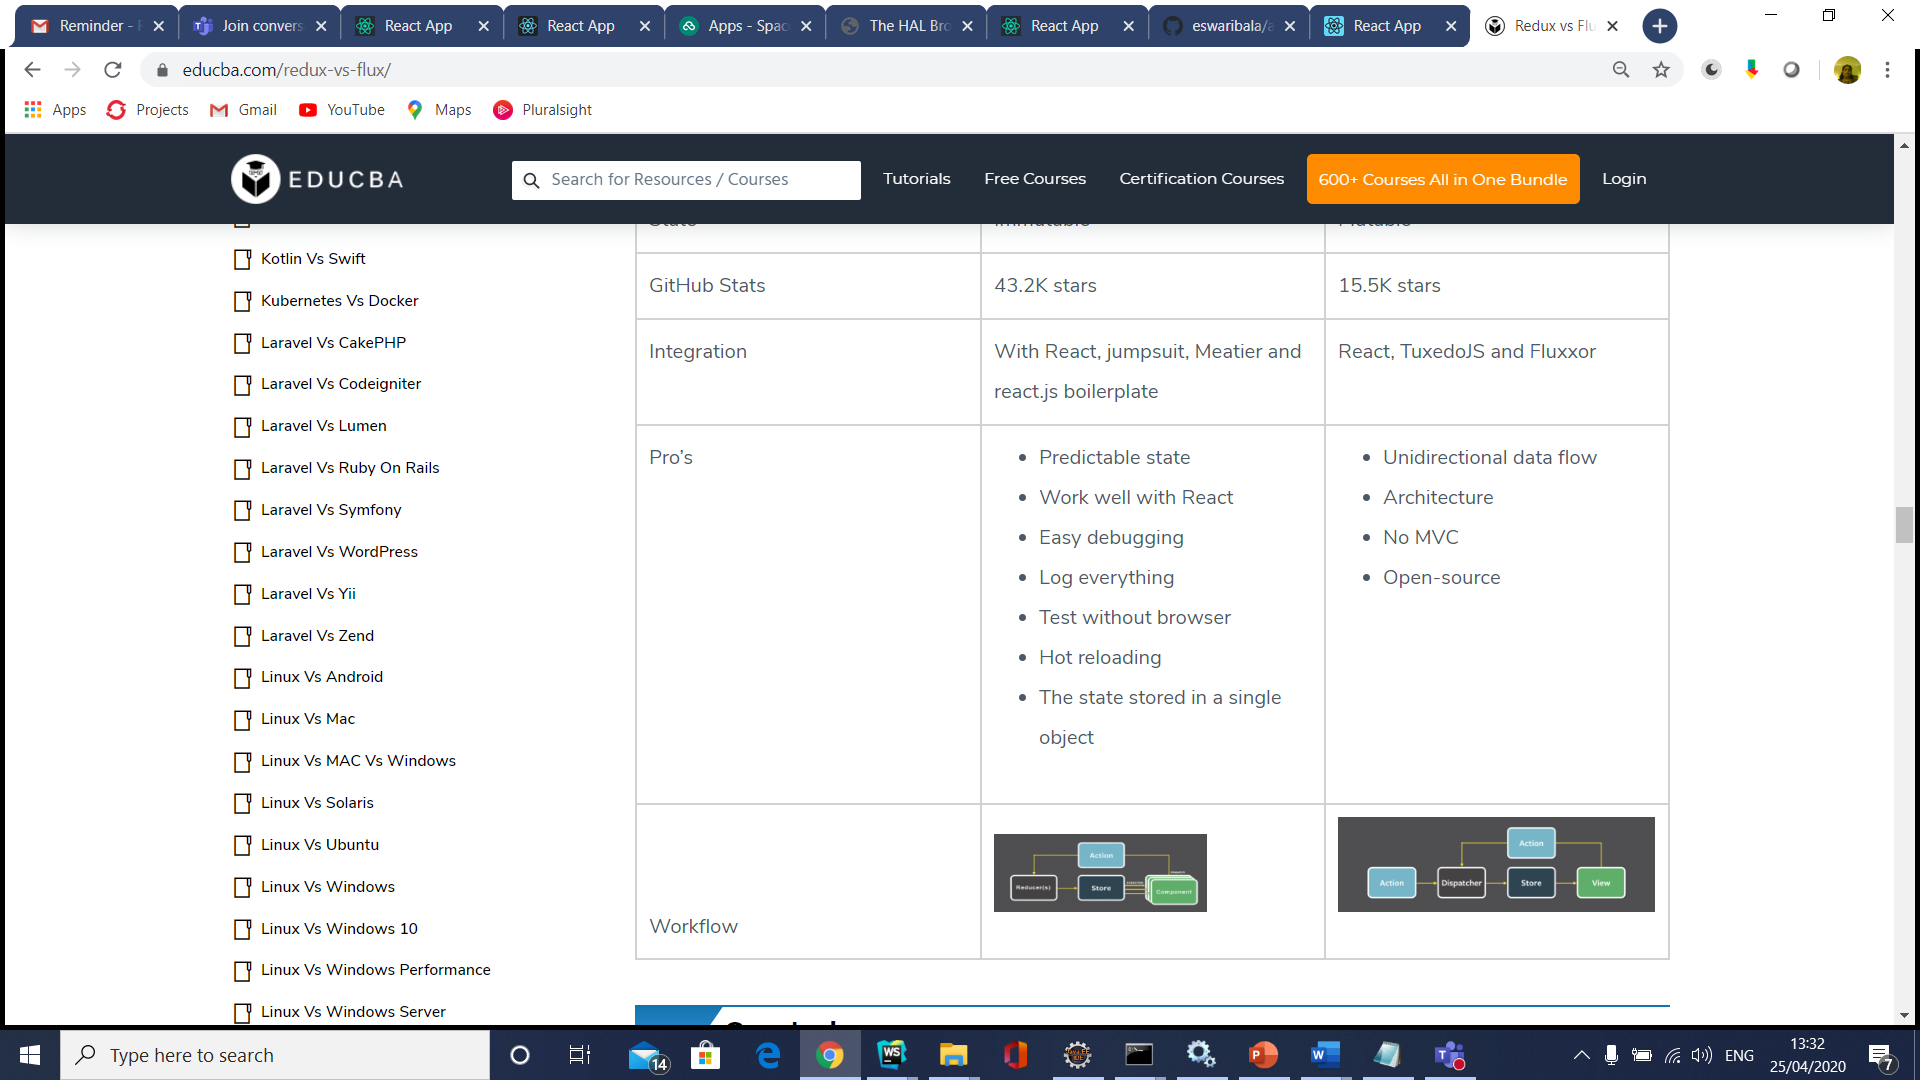 Reminder -
Join convers
React App
React App
Apps - Spac
The HAL Bro
React App
eswaribala/a
React App
Redux vs Flu
educba.com/redux-vs-flux/
Apps
Projects
Gmail
YouTube
Maps
Pluralsight
EDUCBA
Search for Resources / Courses
Tutorials
Free Courses
Certification Courses
600+ Courses All in One Bundle
Login
Kotlin Vs Swift
Kubernetes Vs Docker
Laravel Vs CakePHP
Laravel Vs Codeigniter
Laravel Vs Lumen
Laravel Vs Ruby On Rails
Laravel Vs Symfony
Laravel Vs WordPress
Laravel Vs Yii
Laravel Vs Zend
Linux Vs Android
Linux Vs Mac
Linux Vs MAC Vs Windows
Linux Vs Solaris
Linux Vs Ubuntu
Linux Vs Windows
Linux Vs Windows 10
Linux Vs Windows Performance
Linux Vs Windows Server
GitHub Stats
43.2K stars
15.5K stars
Integration
With React, jumpsuit, Meatier and
react.js boilerplate
React, TuxedoJS and Fluxxor
Pro’s
Predictable state
Work well with React
Easy debugging
Log everything
Test without browser
Hot reloading
The state stored in a single
object
Unidirectional data flow
Architecture
No MVC
Open-source
Workflow
Action
Reducer(s)
Store
Component
Action
Action
Dispatcher
Store
View
Type here to search
14
ENG
13:32
25/04/2020
7